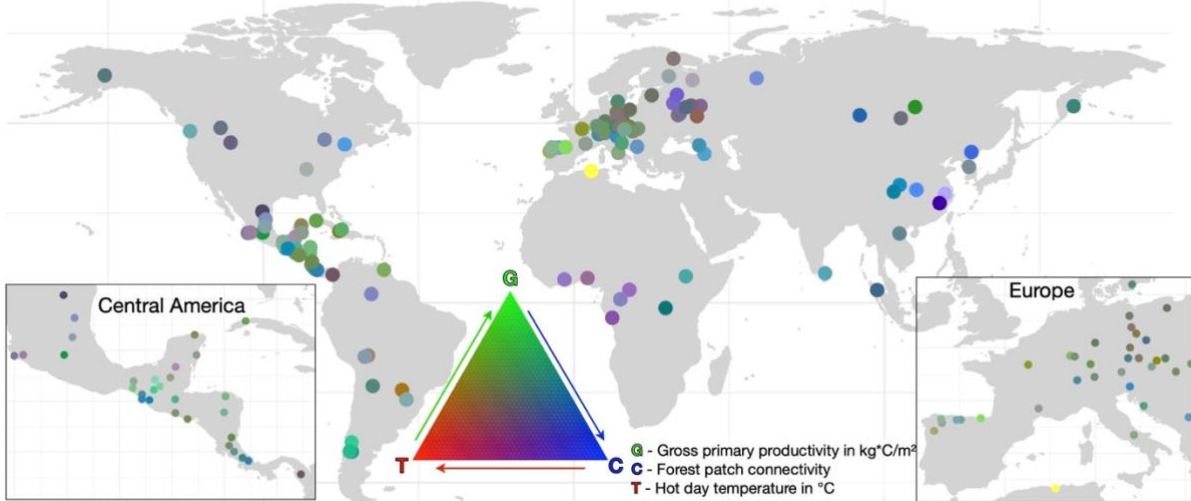 Central America
Europe
G
T
C
G - Gross primary productivity in kg*C/m²
C - Forest patch connectivity
T - Hot day temperature in °C